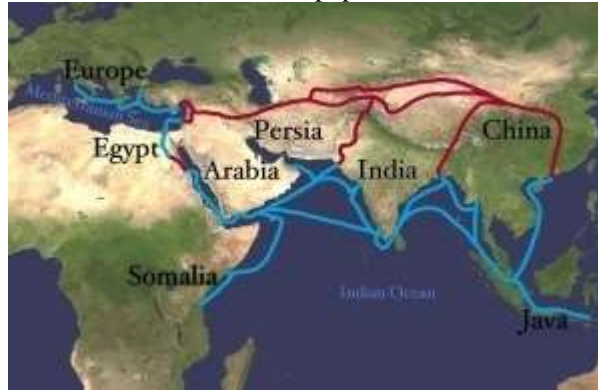 Europe
Mediterranean Sea
Persia
China
Egypt
Arabia
India
Somalia
Indian Ocean
Java